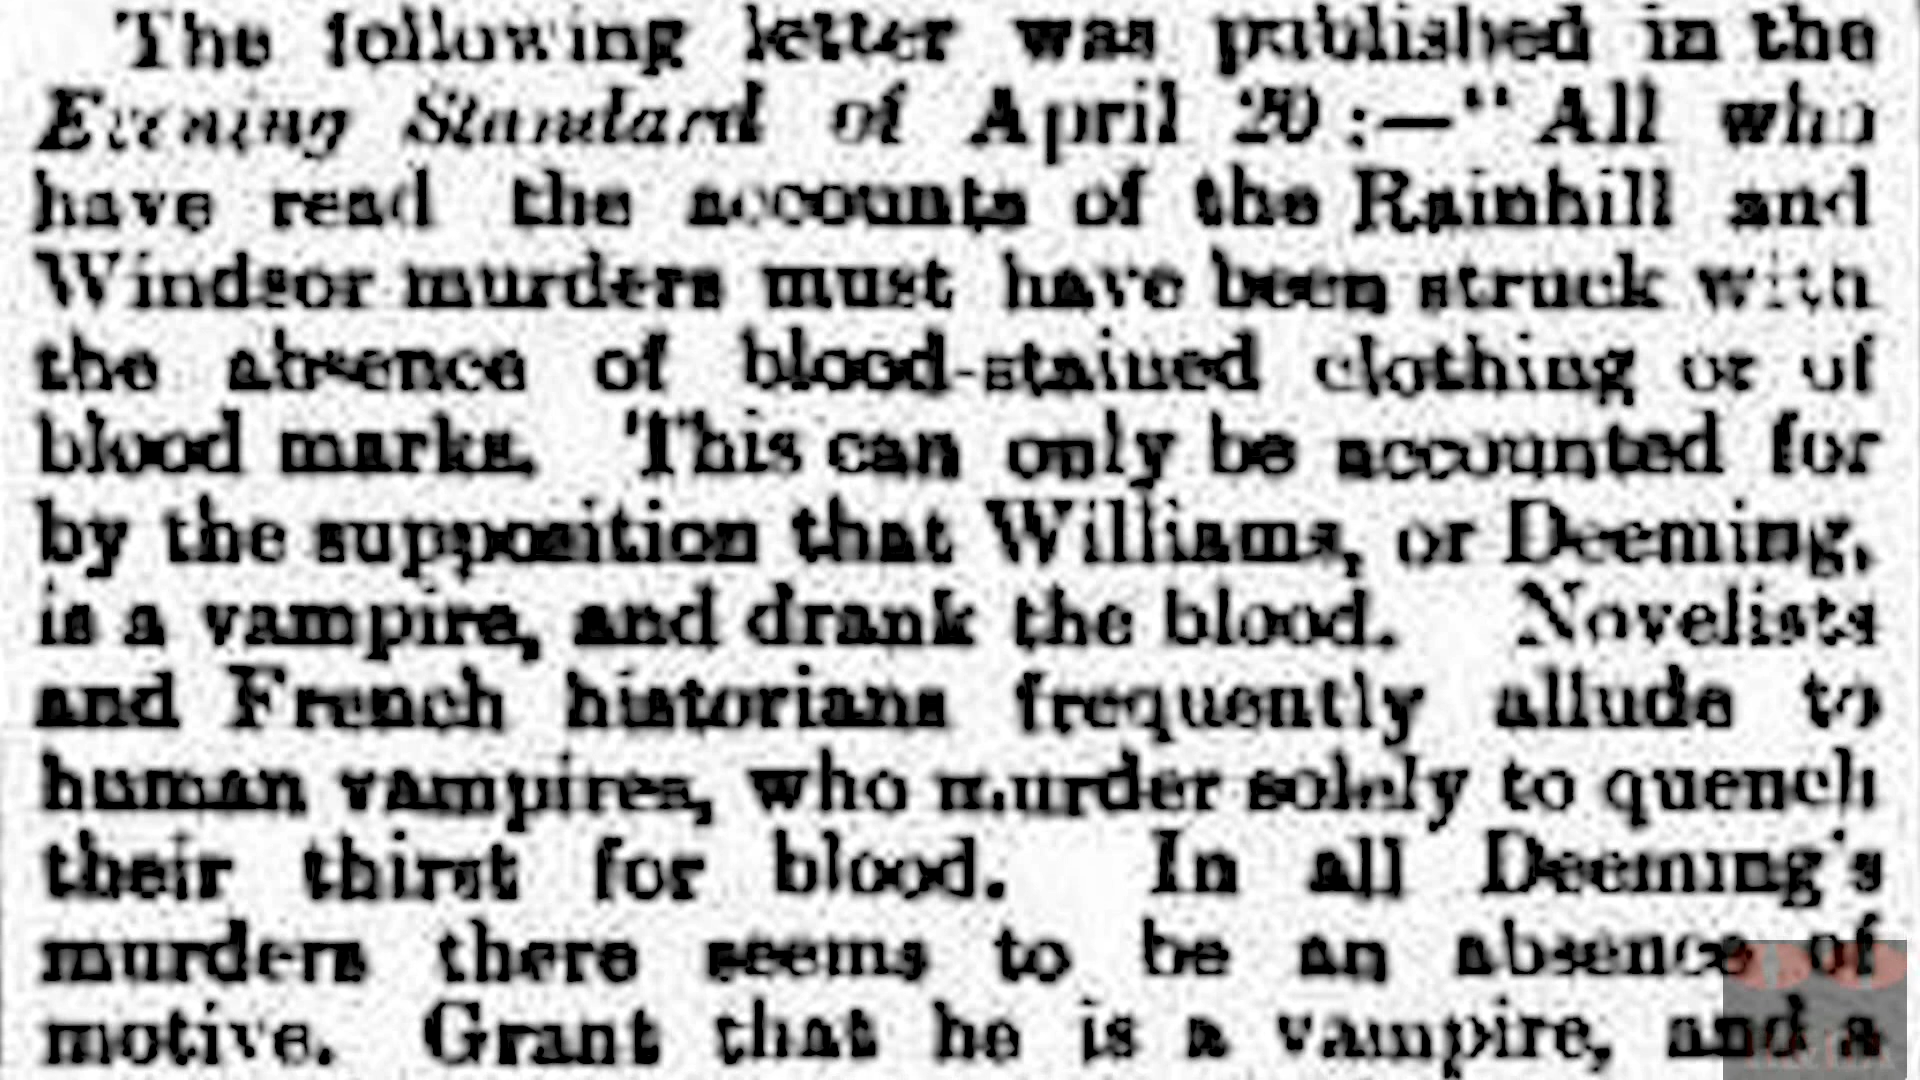 The following letter was published in the
Evening Standard of April 20 :—" All who
have read the accounts of the Rainhill and
Windsor murders must have been struck with
the absence of blood-stained clothing or of
blood marks. This can only be accounted for
by the supposition that Williams, or Deeming,
is a vampire, and drank the blood. Novelists
and French historians frequently allude to
human vampires, who murder solely to quench
their thirst for blood. In all Deeming's
murders there seems to be an absence of
motive. Grant that he is a vampire, and a